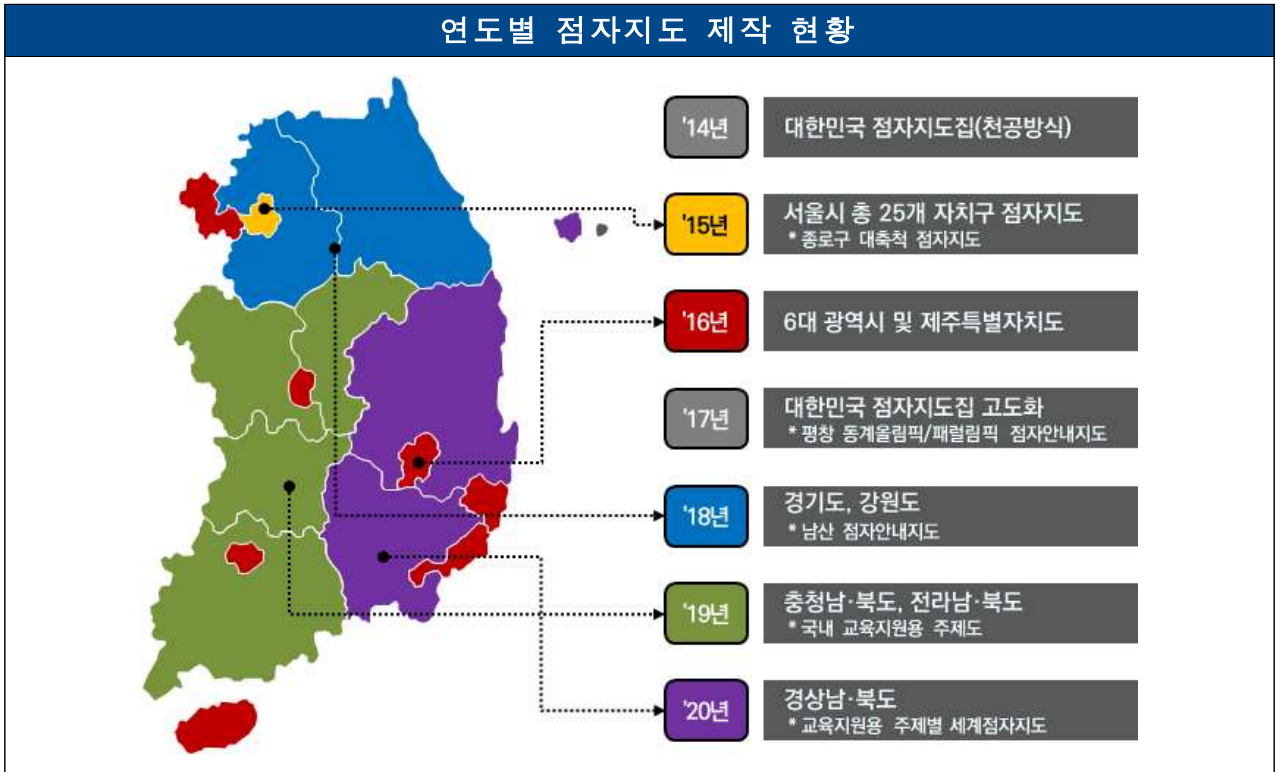 연도별 점자지도 제작 현황
'14년
대한민국 점자지도집(천공방식)
'15년
서울시 총 25개 자치구 점자지도
* 종로구 대축척 점자지도
'16년
6대 광역시 및 제주특별자치도
'17년
대한민국 점자지도집 고도화
* 평창 동계올림픽/패럴림픽 점자안내지도
'18년
경기도, 강원도
* 남산 점자안내지도
'19년
충청남·북도, 전라남·북도
* 국내 교육지원용 주제도
'20년
경상남·북도
* 교육지원용 주제별 세계점자지도